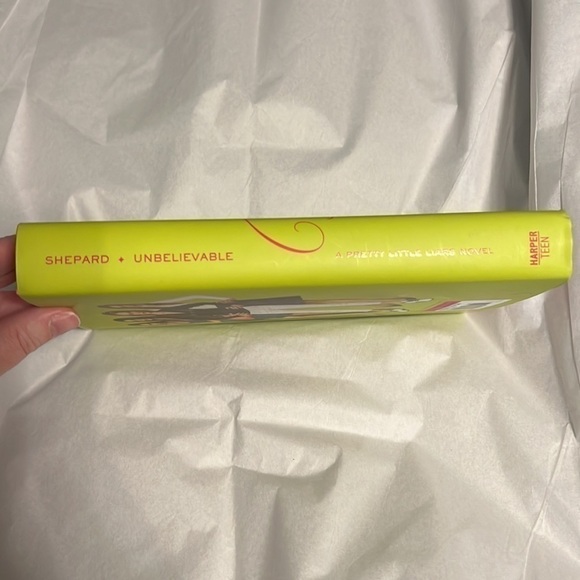 SHEPARD + UNBELIEVABLE
A PRETTY LITTLE LIARS NOVEL
HARPER
TEEN